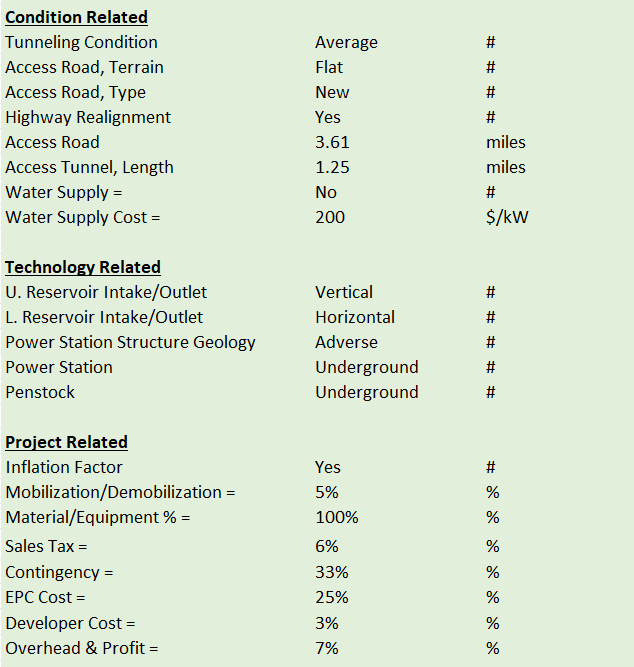 Condition Related
Tunneling Condition Average #
Access Road, Terrain Flat #
Access Road, Type New #
Highway Realignment Yes #
Access Road 3.61 miles
Access Tunnel, Length 1.25 miles
Water Supply = No #
Water Supply Cost = 200 $/kW
Technology Related
U. Reservoir Intake/Outlet Vertical #
L. Reservoir Intake/Outlet Horizontal #
Power Station Structure Geology Adverse #
Power Station Underground #
Penstock Underground #
Project Related
Inflation Factor Yes #
Mobilization/Demobilization = 5% %
Material/Equipment % = 100% %
Sales Tax = 6% %
Contingency = 33% %
EPC Cost = 25% %
Developer Cost = 3% %
Overhead & Profit = 7% %